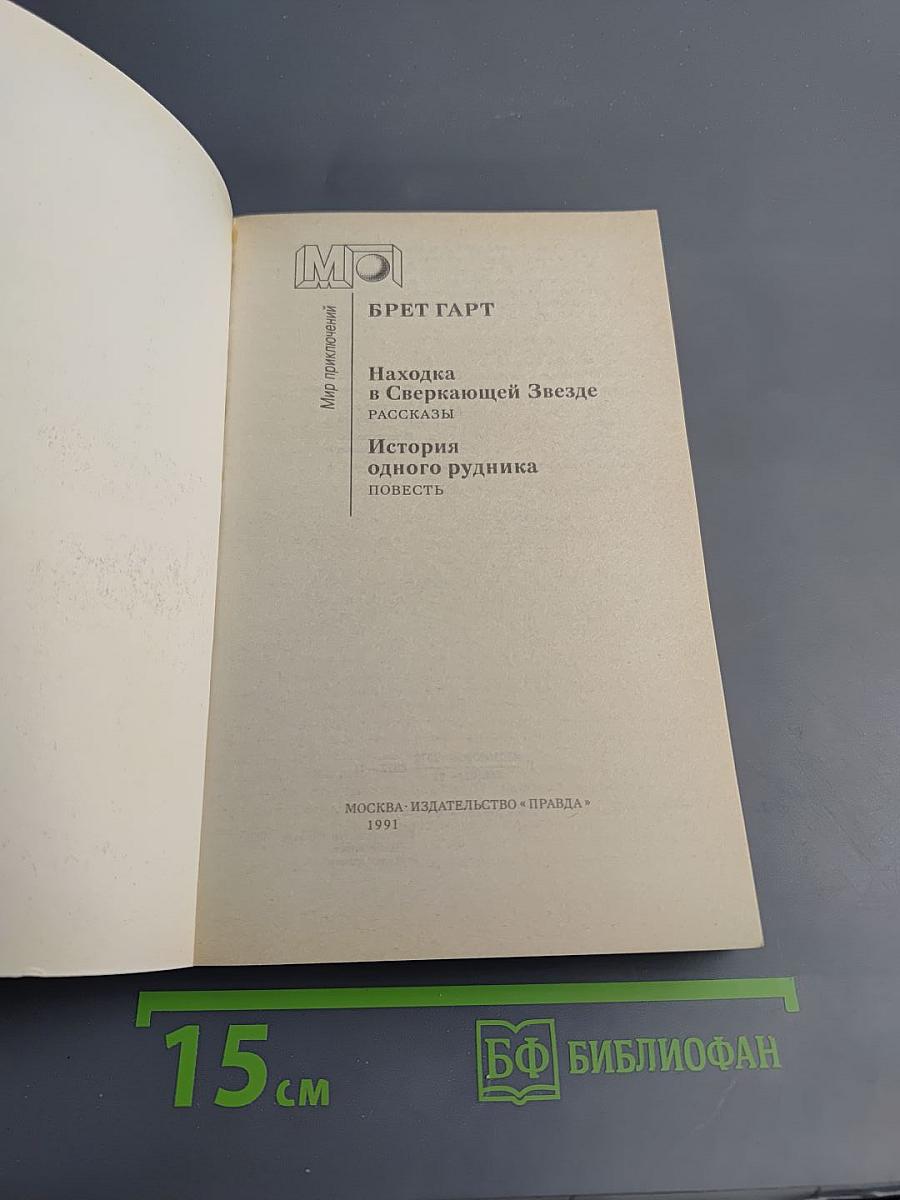 МП
Мир приключений
БРЕТ ГАРТ
Находка
в Сверкающей Звезде
РАССКАЗЫ
История
одного рудника
ПОВЕСТЬ
МОСКВА · ИЗДАТЕЛЬСТВО «ПРАВДА»
1991
15 см
БФ БИБЛИОФАН